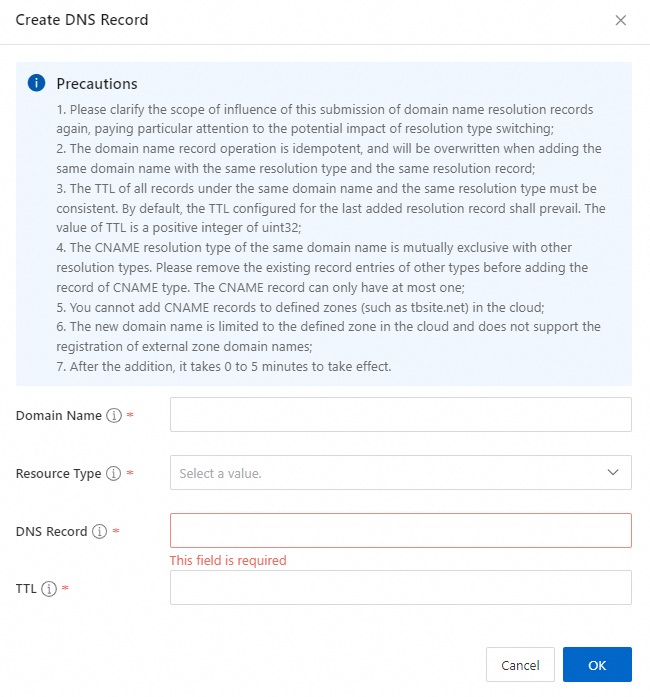 Create DNS Record
Precautions
1. Please clarify the scope of influence of this submission of domain name resolution records
again, paying particular attention to the potential impact of resolution type switching;
2. The domain name record operation is idempotent, and will be overwritten when adding the
same domain name with the same resolution type and the same resolution record;
3. The TTL of all records under the same domain name and the same resolution type must be
consistent. By default, the TTL configured for the last added resolution record shall prevail. The
value of TTL is a positive integer of uint32;
4. The CNAME resolution type of the same domain name is mutually exclusive with other
resolution types. Please remove the existing record entries of other types before adding the
record of CNAME type. The CNAME record can only have at most one;
5. You cannot add CNAME records to defined zones (such as tbsite.net) in the cloud;
6. The new domain name is limited to the defined zone in the cloud and does not support the
registration of external zone domain names;
7. After the addition, it takes 0 to 5 minutes to take effect.
Domain Name *
Resource Type * Select a value.
DNS Record *
This field is required
TTL *
Cancel OK